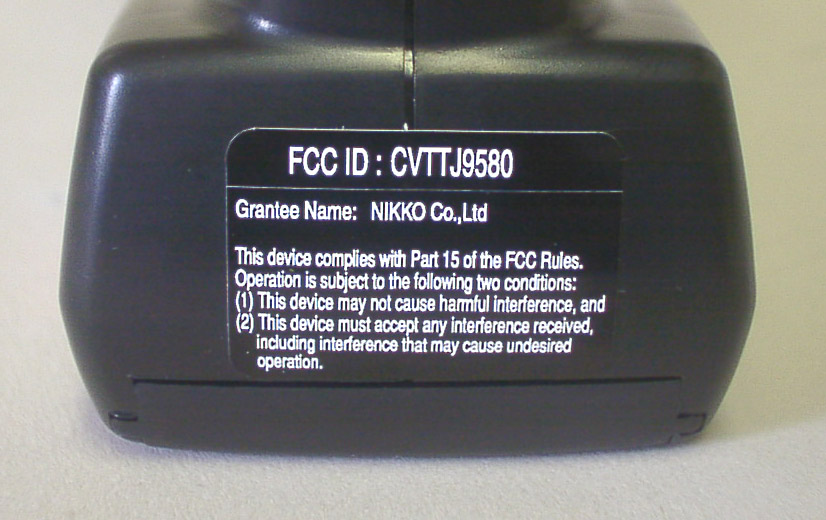 FCC ID : CVTTJ9580
Grantee Name: NIKKO Co.,Ltd
This device complies with Part 15 of the FCC Rules.
Operation is subject to the following two conditions:
(1) This device may not cause harmful interference, and
(2) This device must accept any interference received,
including interference that may cause undesired
operation.